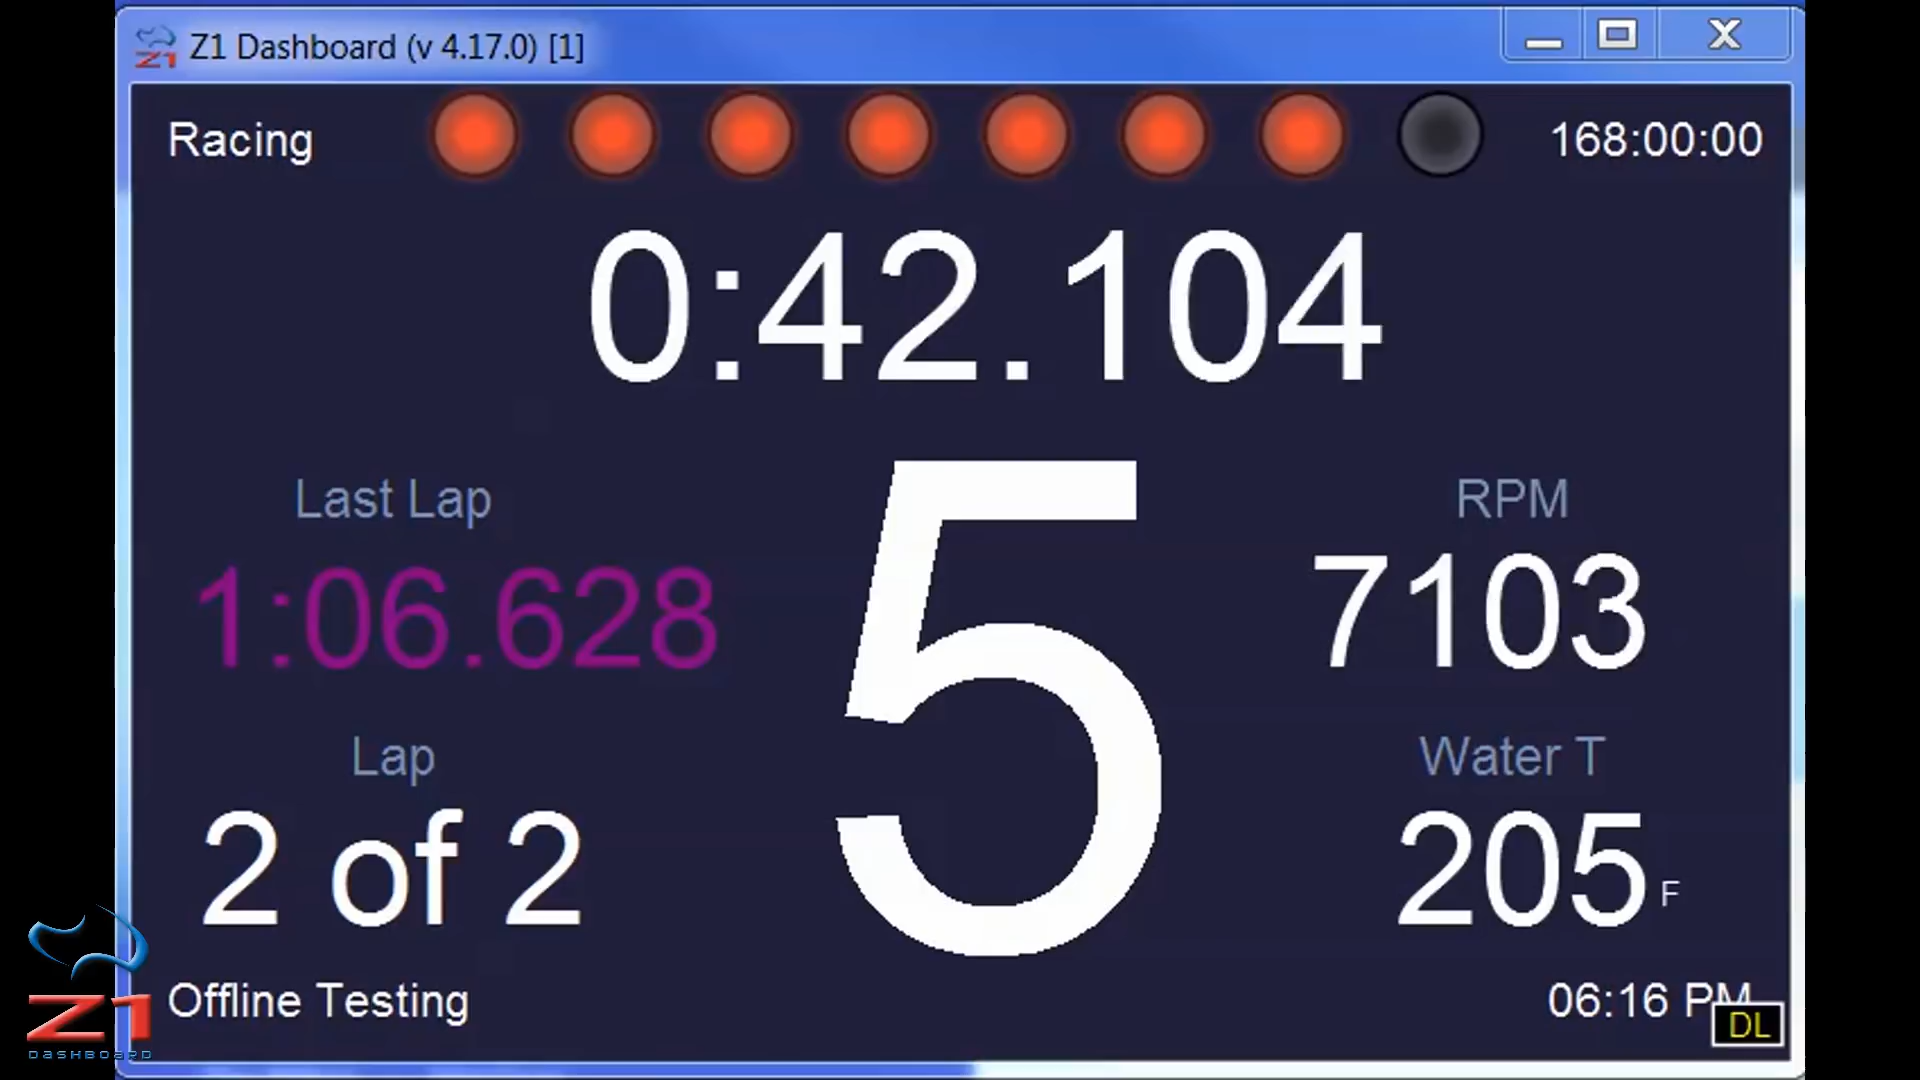 Z1 Dashboard (v 4.17.0) [1]
Racing
168:00:00
0:42.104
Last Lap
1:06.628
5
RPM
7103
Lap
2 of 2
Water T
205 F
Offline Testing
06:16 PM
DL
Z1
DASHBOARD